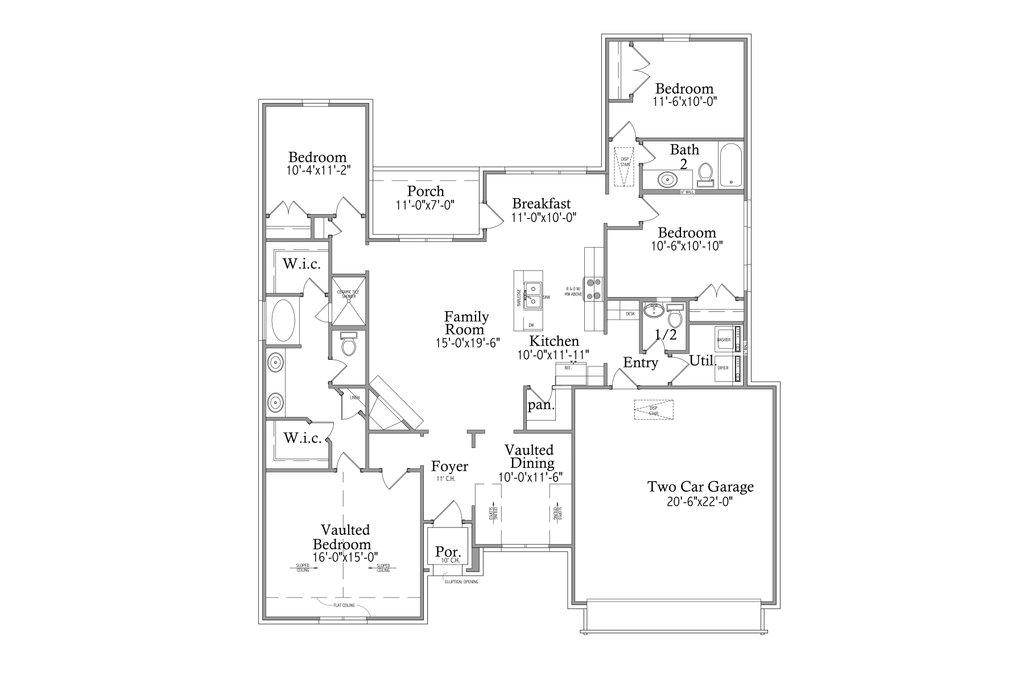 Bedroom
11'-6"x10'-0"
DISP
STAIR
Bath
2
Bedroom
10'-4"x11'-2"
Porch
11'-0"x7'-0"
Breakfast
11'-0"x10'-0"
Bedroom
10'-6"x10'-10"
W.i.c.
CERAMIC TILE
SHOWER
Family
Room
15'-0"x19'-6"
DW
Kitchen
10'-0"x11'-11"
REF.
DESK
1/2
WASHER
DRYER
Util.
Entry
pan.
LINEN
W.i.c.
DISP
STAIR
Foyer
11' C.H.
Vaulted
Dining
10'-0"x11'-6"
Two Car Garage
20'-6"x22'-0"
Vaulted
Bedroom
16'-0"x15'-0"
SLOPED
CEILING
SLOPED
CEILING
FLAT CEILING
Por.
10' C.H.
ELLIPTICAL OPENING